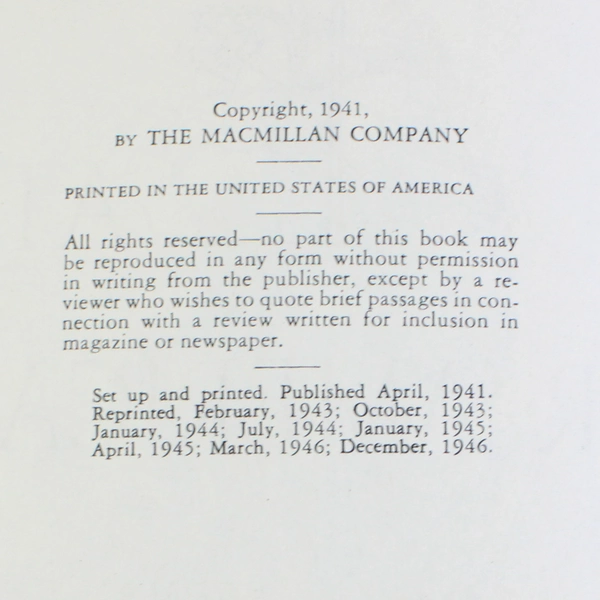 Copyright, 1941,
BY THE MACMILLAN COMPANY
PRINTED IN THE UNITED STATES OF AMERICA
All rights reserved—no part of this book may
be reproduced in any form without permission
in writing from the publisher, except by a re-
viewer who wishes to quote brief passages in con-
nection with a review written for inclusion in
magazine or newspaper.
Set up and printed. Published April, 1941.
Reprinted, February, 1943; October, 1943;
January, 1944; July, 1944; January, 1945;
April, 1945; March, 1946; December, 1946.